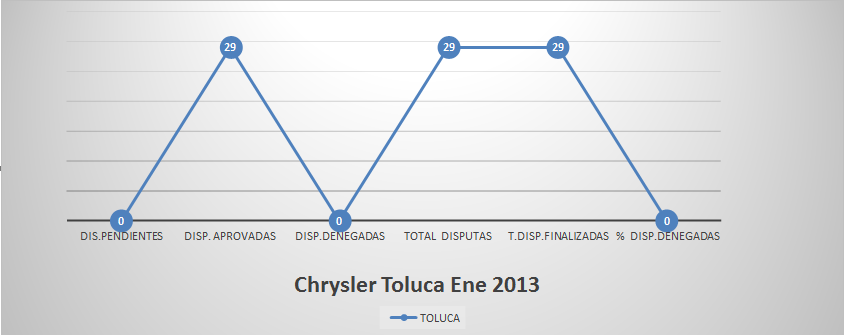 29 29 29
0 0 0
DIS.PENDIENTES DISP. APROVADAS DISP.DENEGADAS TOTAL DISPUTAS T.DISP.FINALIZADAS % DISP.DENEGADAS
Chrysler Toluca Ene 2013
TOLUCA